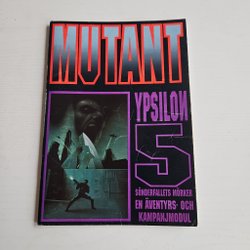 MUTANT
YPSILON
5
SÖNDERFALLETS MÖRKER
EN ÄVENTYRS- OCH
KAMPANJMODUL